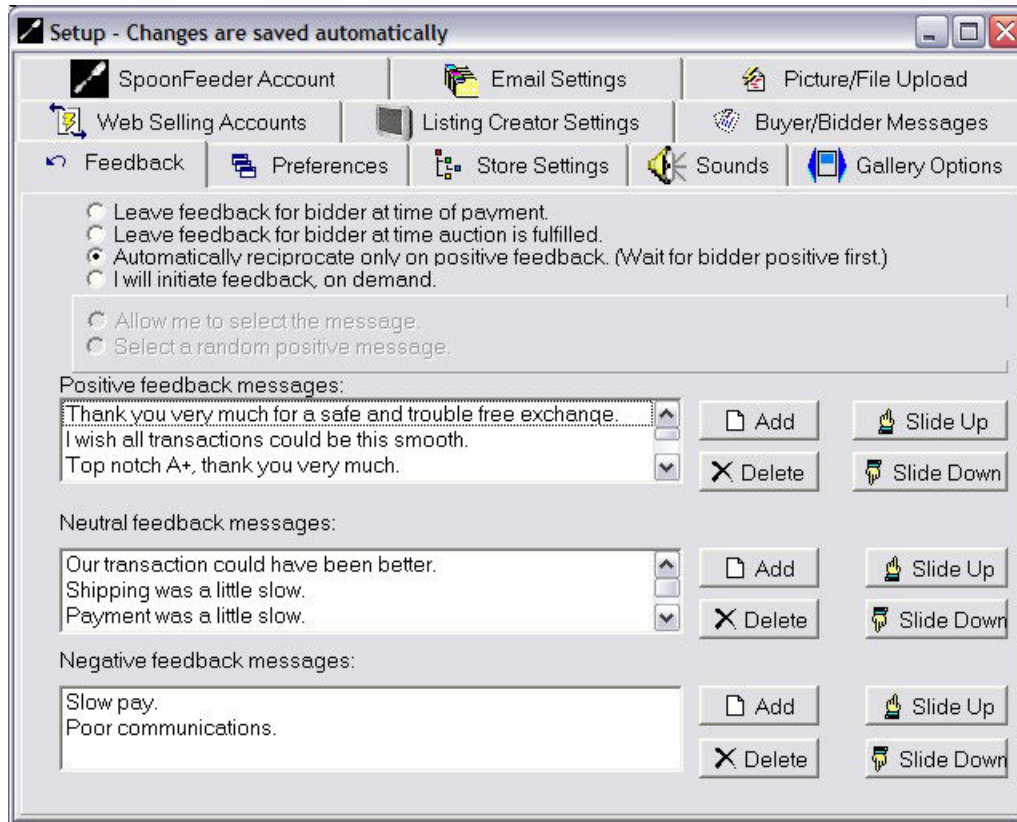 Setup - Changes are saved automatically
SpoonFeeder Account
Email Settings
Picture/File Upload
Web Selling Accounts
Listing Creator Settings
Buyer/Bidder Messages
Feedback
Preferences
Store Settings
Sounds
Gallery Options
Leave feedback for bidder at time of payment.
Leave feedback for bidder at time auction is fulfilled.
Automatically reciprocate only on positive feedback. (Wait for bidder positive first.)
I will initiate feedback, on demand.
Allow me to select the message.
Select a random positive message.
Positive feedback messages:
Thank you very much for a safe and trouble free exchange.
I wish all transactions could be this smooth.
Top notch A+, thank you very much.
Add
Slide Up
Delete
Slide Down
Neutral feedback messages:
Our transaction could have been better.
Shipping was a little slow.
Payment was a little slow.
Add
Slide Up
Delete
Slide Down
Negative feedback messages:
Slow pay.
Poor communications.
Add
Slide Up
Delete
Slide Down